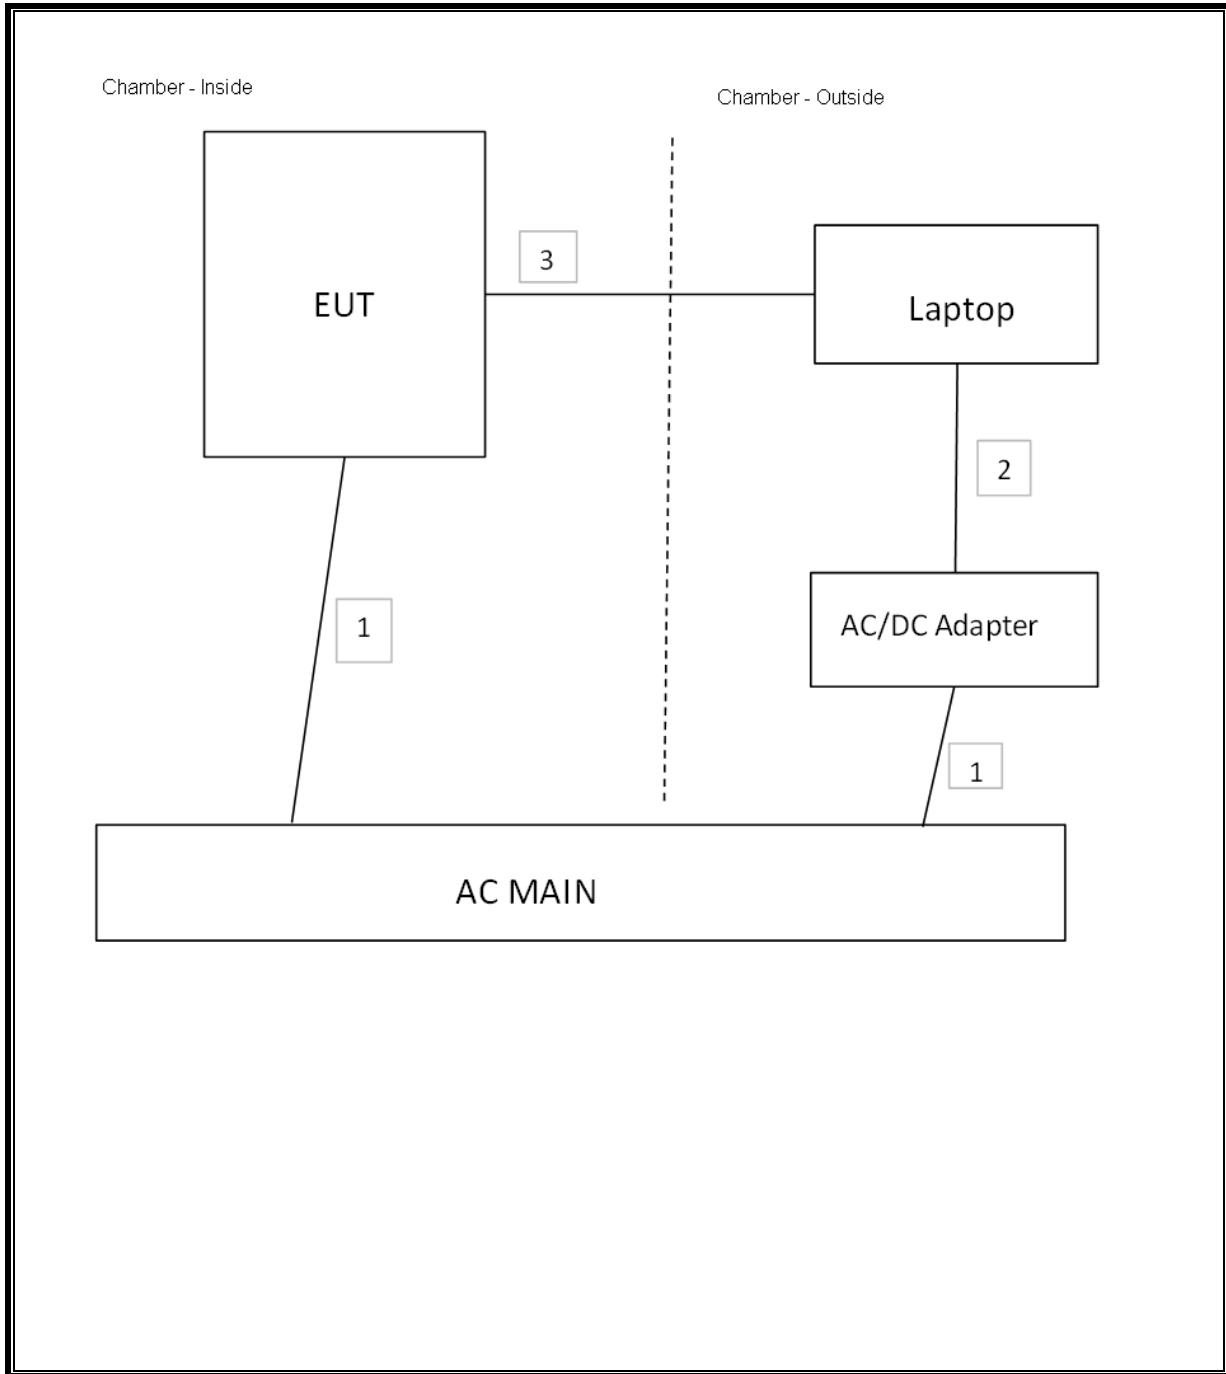 Chamber - Inside
Chamber - Outside
3
EUT
Laptop
2
1
AC/DC Adapter
1
AC MAIN